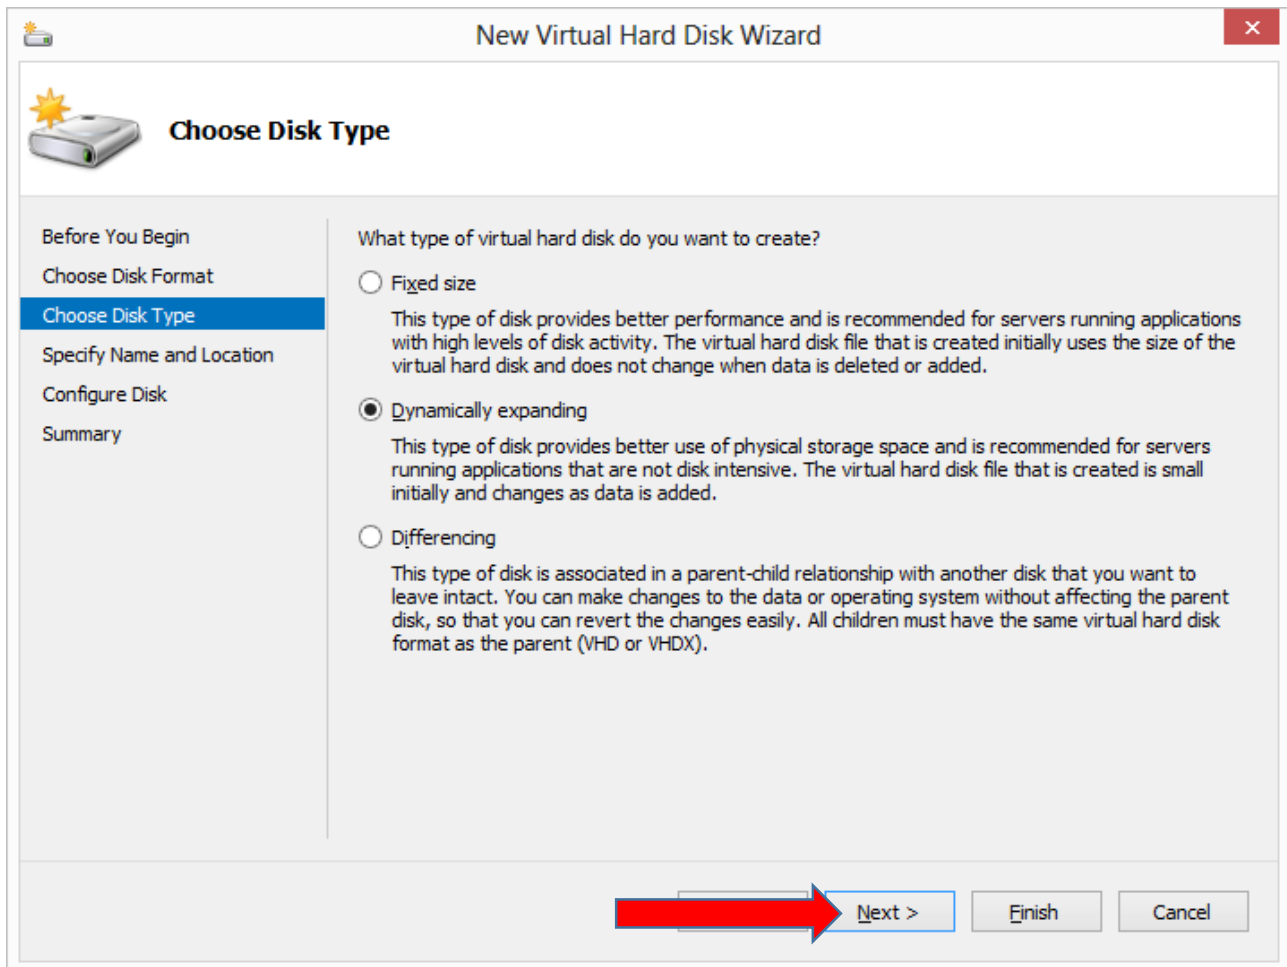 New Virtual Hard Disk Wizard
Choose Disk Type
Before You Begin
Choose Disk Format
Choose Disk Type
Specify Name and Location
Configure Disk
Summary
What type of virtual hard disk do you want to create?
Fixed size
This type of disk provides better performance and is recommended for servers running applications
with high levels of disk activity. The virtual hard disk file that is created initially uses the size of the
virtual hard disk and does not change when data is deleted or added.
Dynamically expanding
This type of disk provides better use of physical storage space and is recommended for servers
running applications that are not disk intensive. The virtual hard disk file that is created is small
initially and changes as data is added.
Differencing
This type of disk is associated in a parent-child relationship with another disk that you want to
leave intact. You can make changes to the data or operating system without affecting the parent
disk, so that you can revert the changes easily. All children must have the same virtual hard disk
format as the parent (VHD or VHDX).
Next >
Finish
Cancel